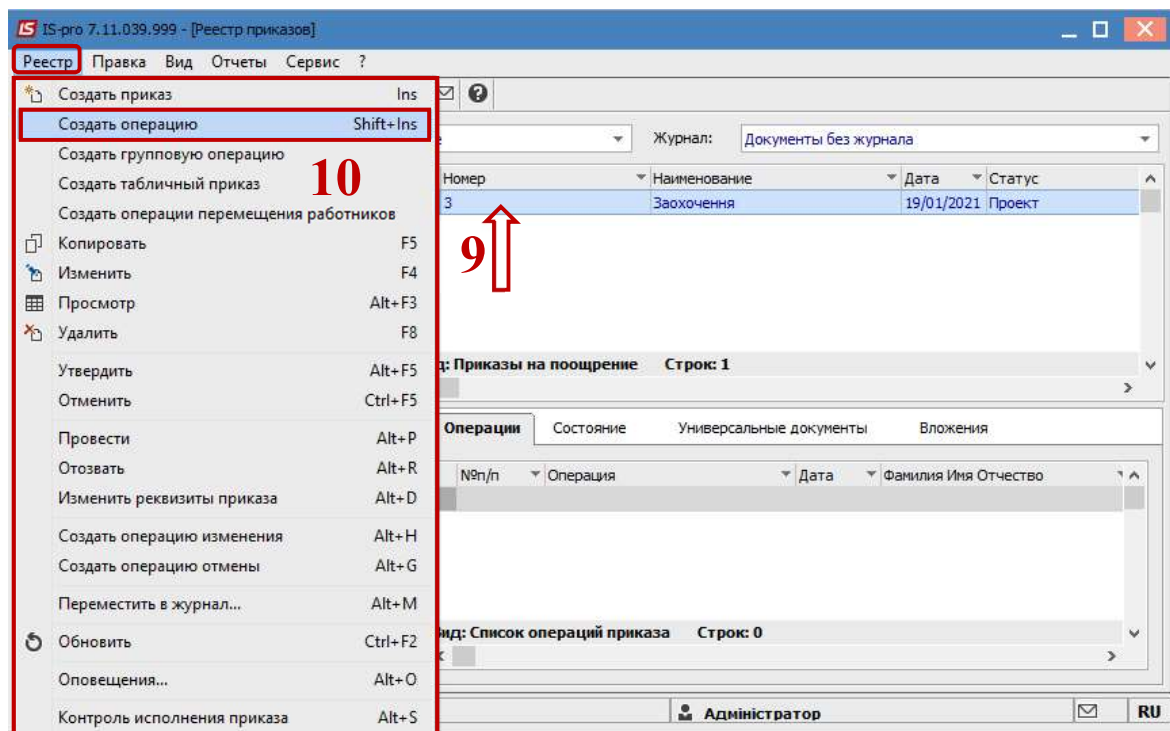 IS-pro 7.11.039.999 - [Реестр приказов]
Реестр Правка Вид Отчеты Сервис ?
Создать приказ Ins
Создать операцию Shift+Ins
Создать групповую операцию
Создать табличный приказ
Создать операции перемещения работников
10
Копировать F5
Изменить F4
Просмотр Alt+F3
Удалить F8
Утвердить Alt+F5
Отменить Ctrl+F5
Провести Alt+P
Отозвать Alt+R
Изменить реквизиты приказа Alt+D
Создать операцию изменения Alt+H
Создать операцию отмены Alt+G
Переместить в журнал... Alt+M
Обновить Ctrl+F2
Оповещения... Alt+O
Контроль исполнения приказа Alt+S
Журнал: Документы без журнала
Номер Наименование Дата Статус
3 Заохочення 19/01/2021 Проект
9
д: Приказы на поощрение Строк: 1
Операции Состояние Универсальные документы Вложения
№п/п Операция Дата Фамилия Имя Отчество
ид: Список операций приказа Строк: 0
Адміністратор RU